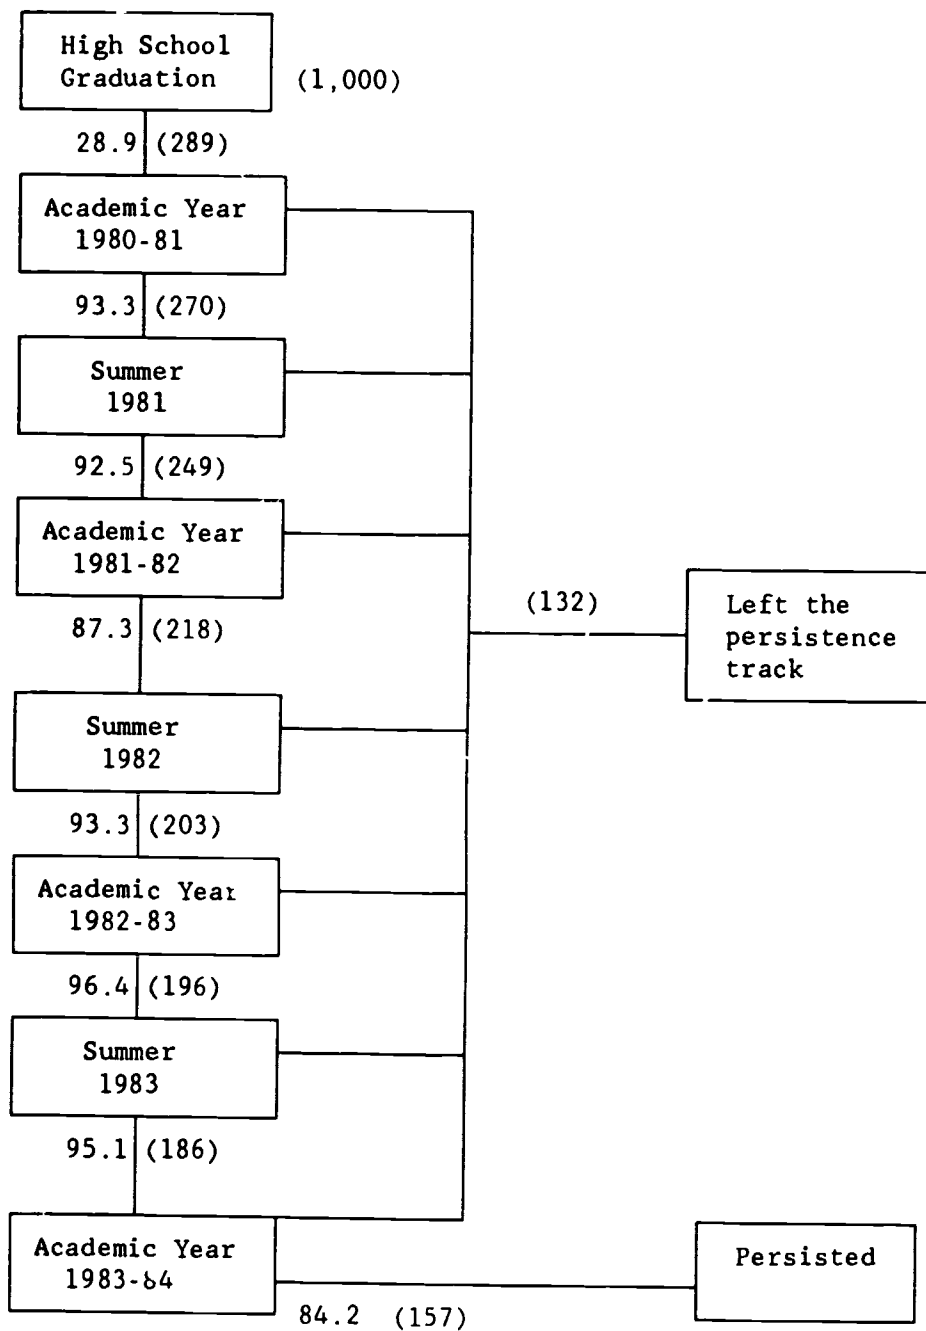 High School
Graduation
(1,000)
28.9 (289)
Academic Year
1980-81
93.3 (270)
Summer
1981
92.5 (249)
Academic Year
1981-82
87.3 (218)
(132)
Left the
persistence
track
Summer
1982
93.3 (203)
Academic Year
1982-83
96.4 (196)
Summer
1983
95.1 (186)
Academic Year
1983-84
Persisted
84.2 (157)